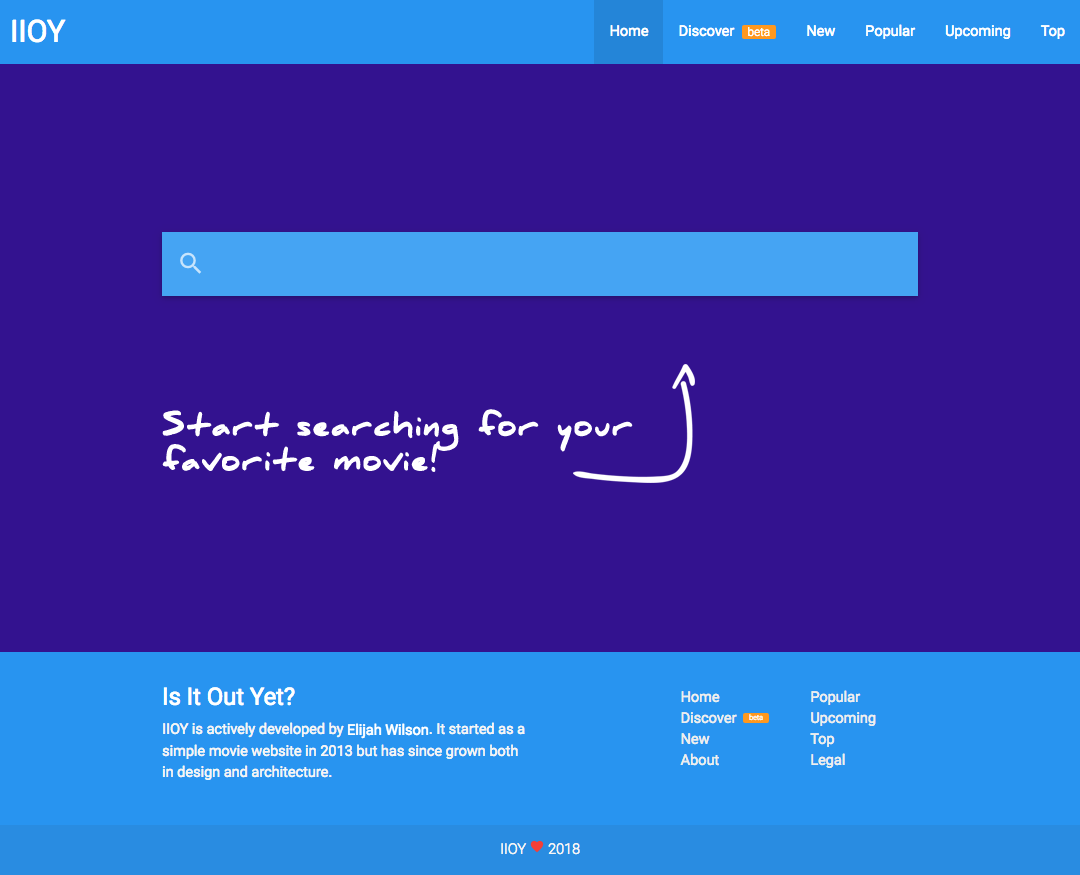 IIOY
Home Discover beta New Popular Upcoming Top
Start searching for your
favorite movie!
Is It Out Yet?
IIOY is actively developed by Elijah Wilson. It started as a
simple movie website in 2013 but has since grown both
in design and architecture.
Home
Discover beta
New
About
Popular
Upcoming
Top
Legal
IIOY ❤ 2018